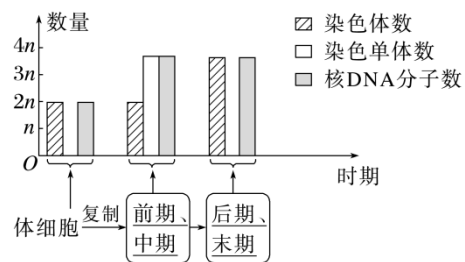 数量
染色体数
染色单体数
核DNA分子数
4n
3n
2n
n
O
时期
体细胞
复制
前期、
中期
后期、
末期